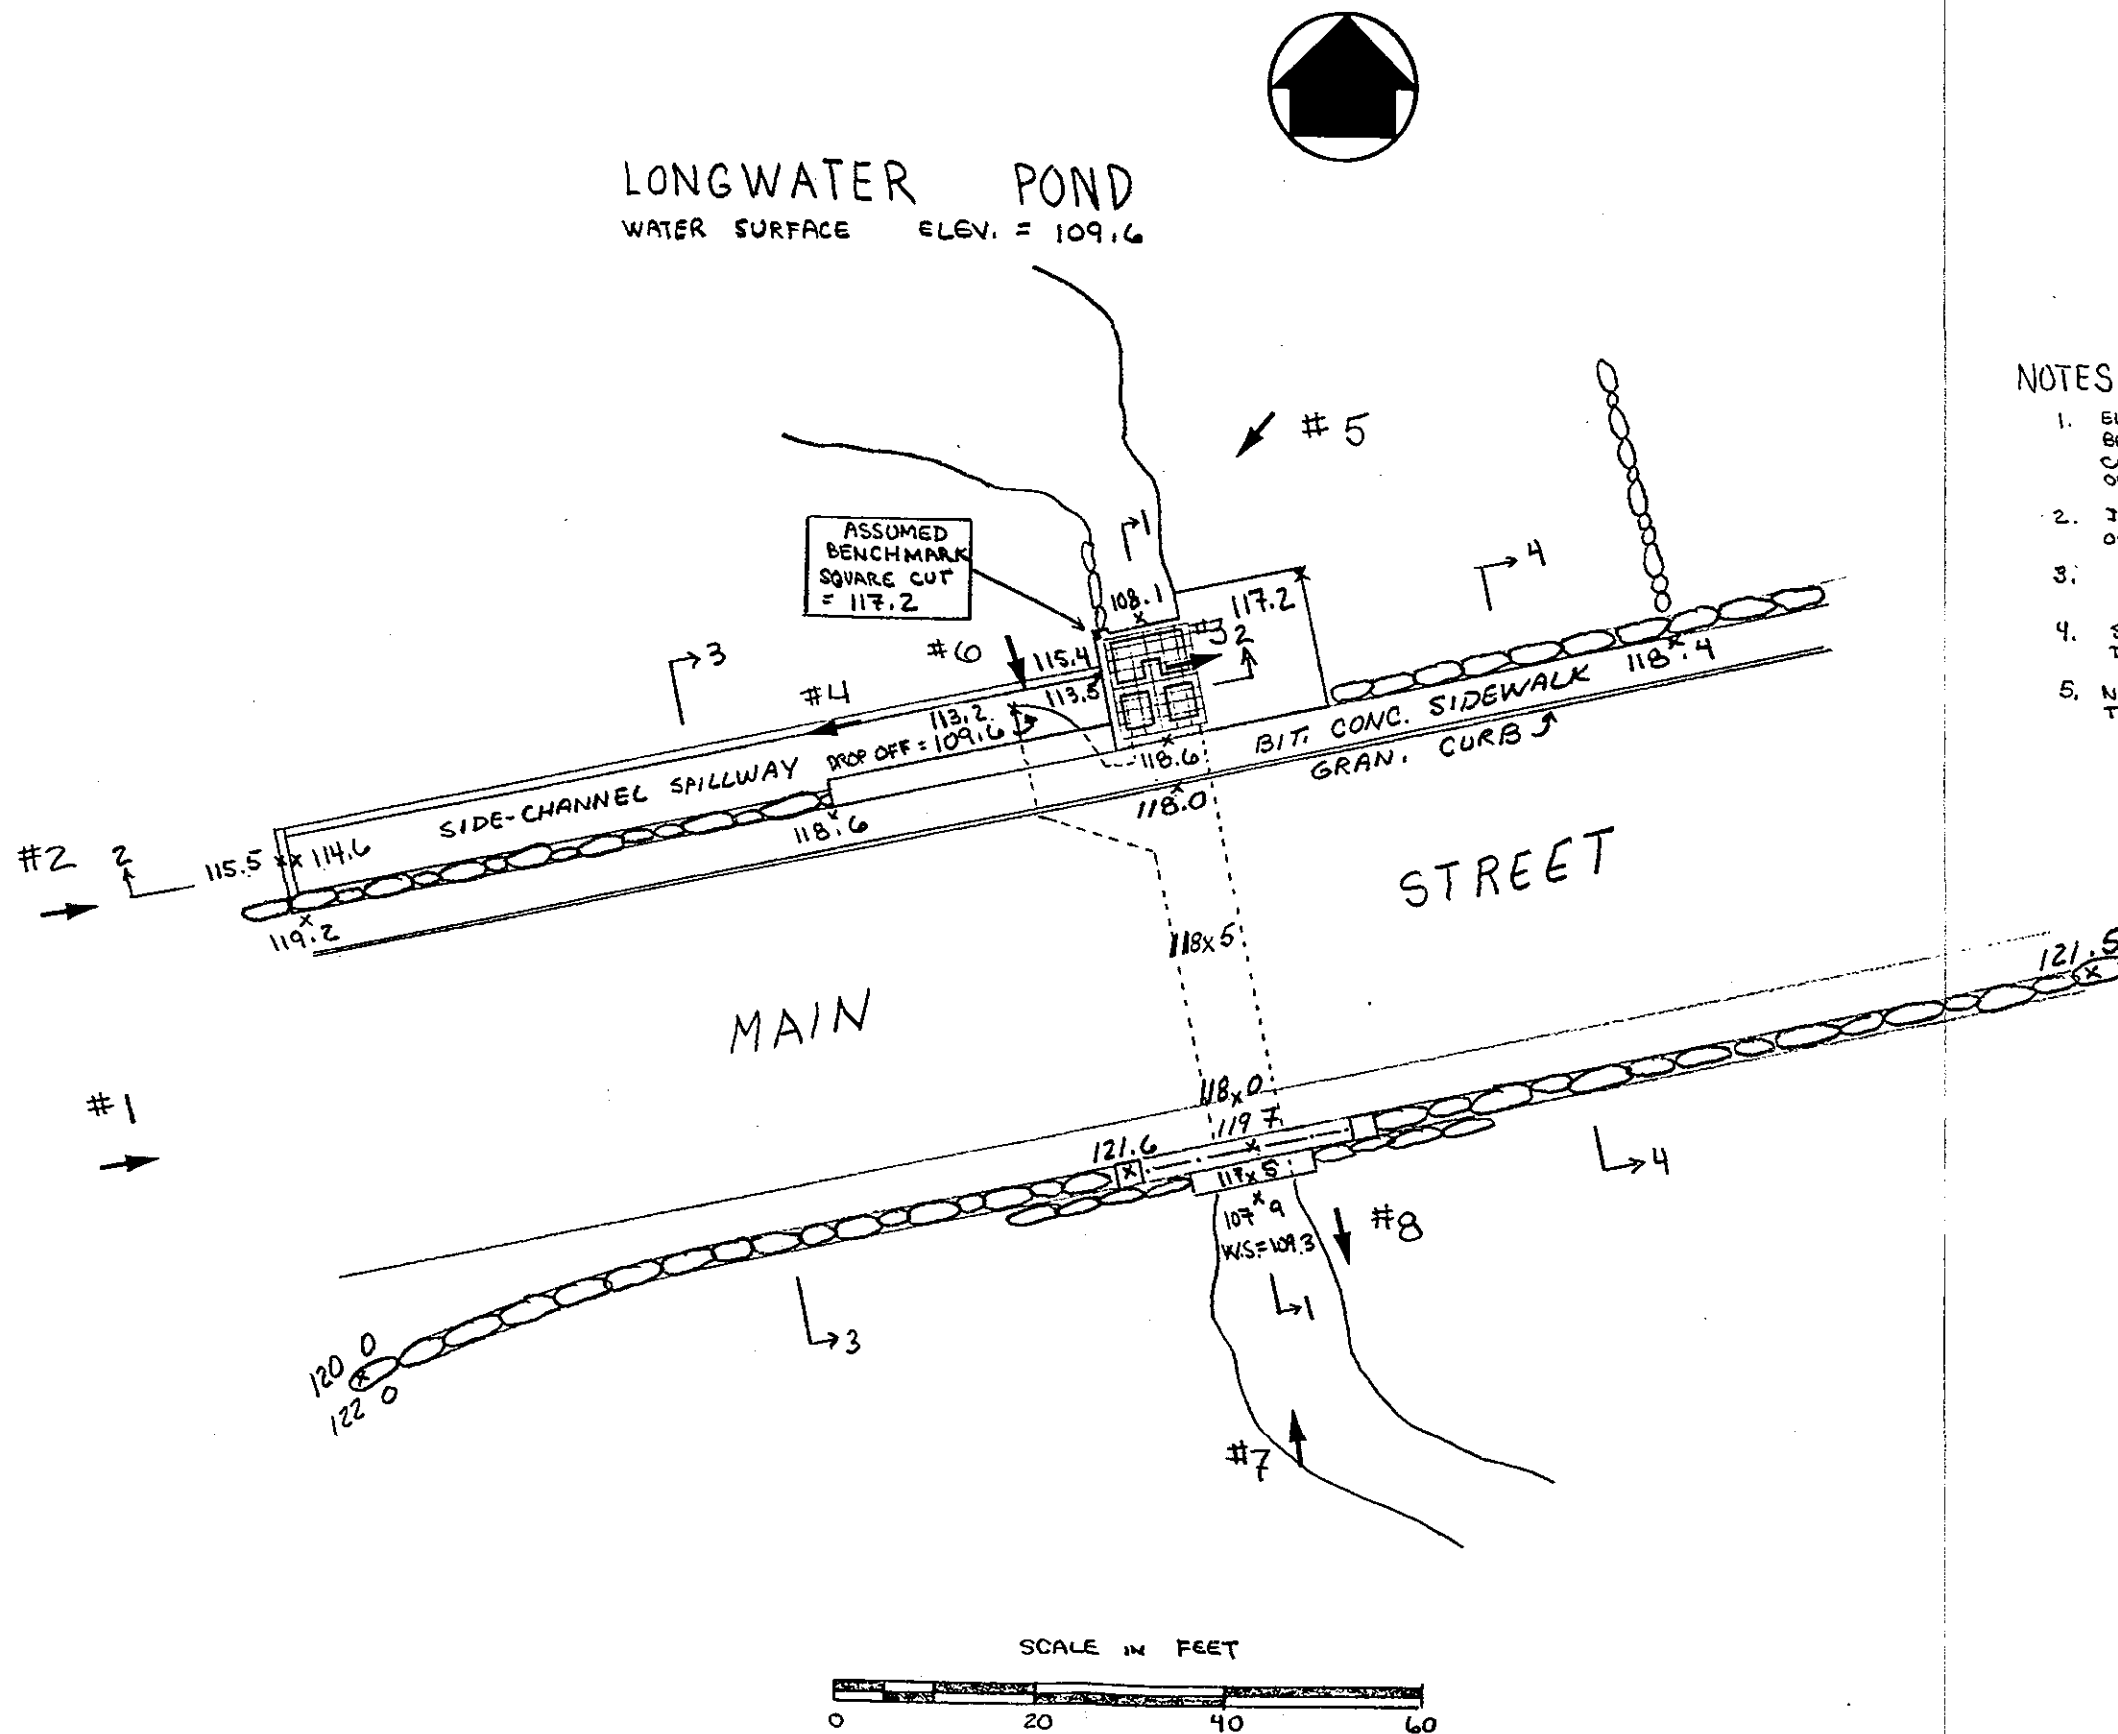 LONGWATER POND
WATER SURFACE ELEV. = 109.6
NOTES
1.
2.
3.
4.
5.
#5
ASSUMED
BENCHMARK
SQUARE CUT
= 117.2
1
108.1
117.2
4
#3
2
#6
115.4
113.5
3
#4
113.2
DROP OFF = 109.6
118.4
BIT. CONC. SIDEWALK
GRAN. CURB
SIDE-CHANNEL SPILLWAY
118.6
118.0
118.6
#2
2
115.5
114.6
119.2
STREET
118x5
121.5
MAIN
#1
118x0
119 7
121.6
117x5
107 9
W.S.=109.3
#8
4
1
3
120 0
122 0
#7
SCALE IN FEET
0 20 40 60